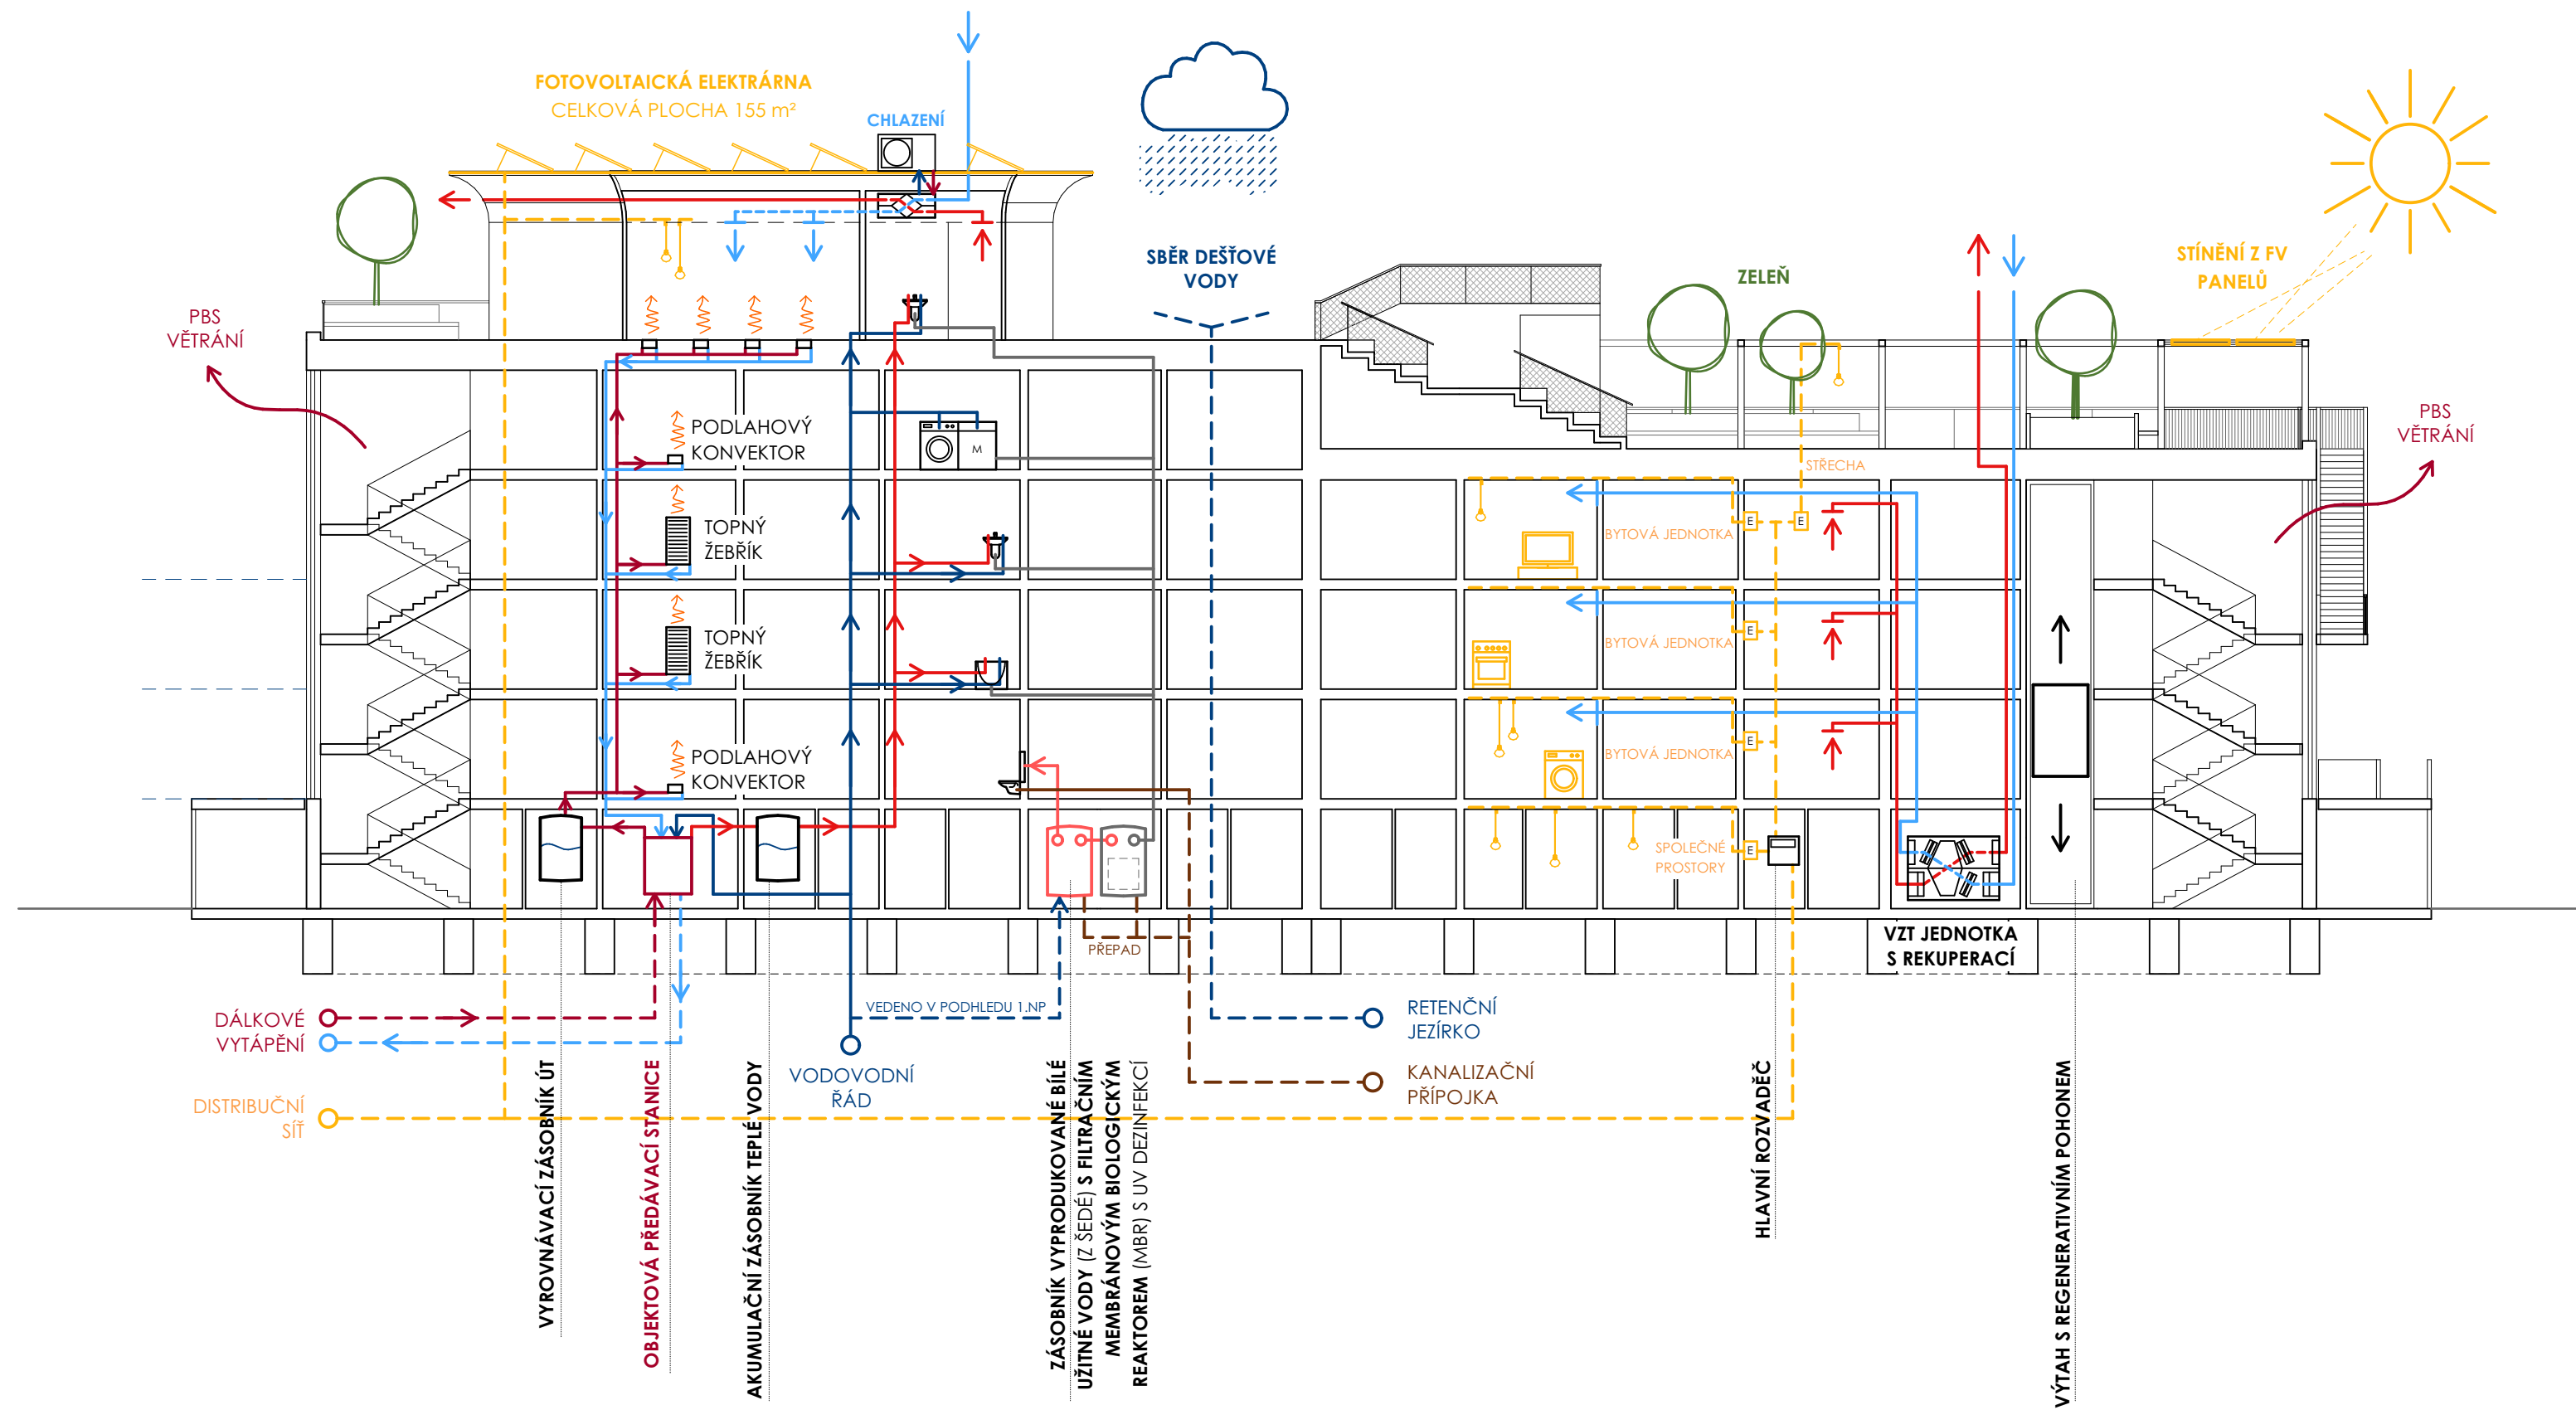 FOTOVOLTAICKÁ ELEKTRÁRNA
CELKOVÁ PLOCHA 155 m²
CHLAZENÍ
SBĚR DEŠŤOVÉ
VODY
ZELEŇ
STÍNĚNÍ Z FV
PANELŮ
PBS
VĚTRÁNÍ
PBS
VĚTRÁNÍ
PODLAHOVÝ
KONVEKTOR
M
STŘECHA
TOPNÝ
ŽEBŘÍK
BYTOVÁ JEDNOTKA
E
E
TOPNÝ
ŽEBŘÍK
BYTOVÁ JEDNOTKA
E
PODLAHOVÝ
KONVEKTOR
BYTOVÁ JEDNOTKA
E
SPOLEČNÉ
PROSTORY
E
PŘEPAD
VZT JEDNOTKA
S REKUPERACÍ
DÁLKOVÉ
VYTÁPĚNÍ
VEDENO V PODHLEDU 1.NP
RETENČNÍ
JEZÍRKO
VODOVODNÍ
ŘÁD
KANALIZAČNÍ
PŘÍPOJKA
DISTRIBUČNÍ
SÍŤ
VYROVNÁVACÍ ZÁSOBNÍK ÚT
OBJEKTOVÁ PŘEDÁVACÍ STANICE
AKUMULAČNÍ ZÁSOBNÍK TEPLÉ VODY
ZÁSOBNÍK VYPRODUKOVANÉ BÍLÉ
UŽITNÉ VODY (Z ŠEDÉ) S FILTRAČNÍM
MEMBRÁNOVÝM BIOLOGICKÝM
REAKTOREM (MBR) S UV DEZINFEKCÍ
HLAVNÍ ROZVADĚČ
VÝTAH S REGENERATIVNÍM POHONEM